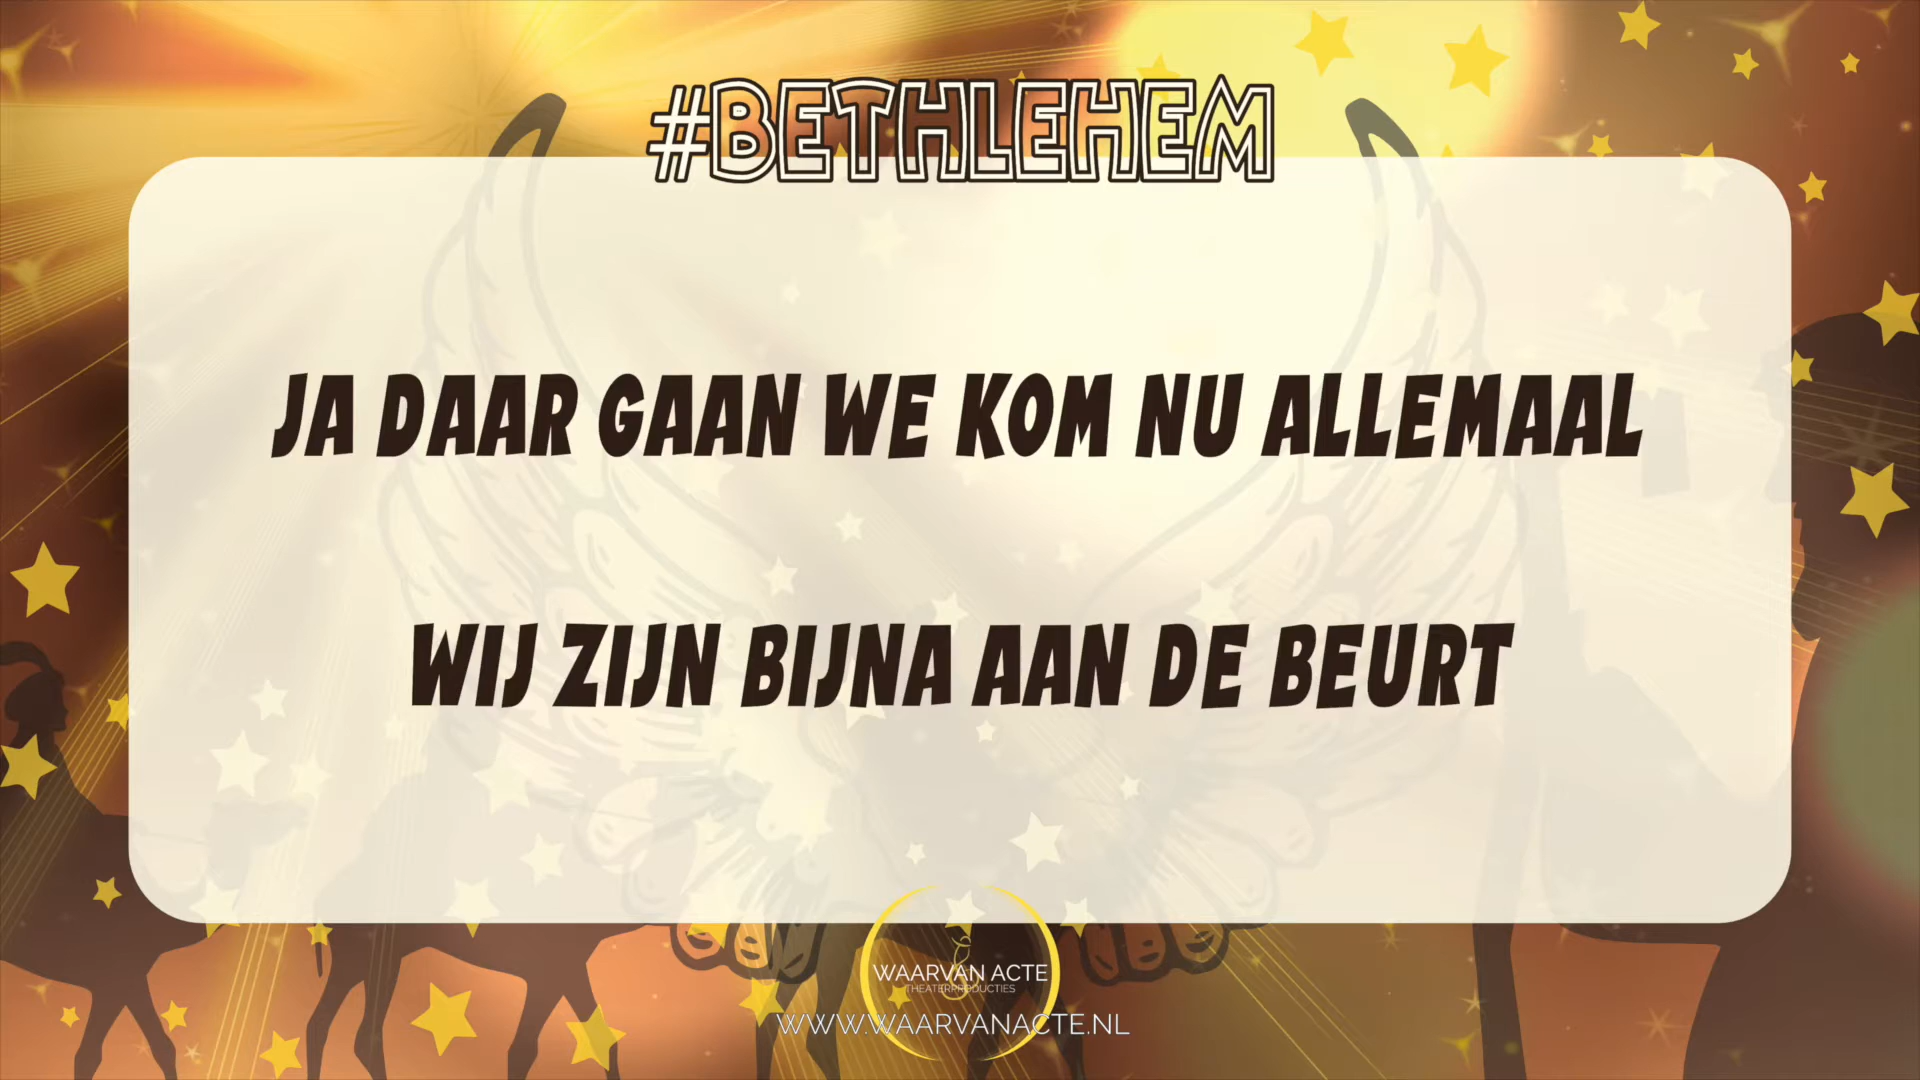 #BETHLEHEM
JA DAAR GAAN WE KOM NU ALLEMAAL
WIJ ZIJN BIJNA AAN DE BEURT
WAARVAN ACTE
THEATERPRODUCTIES
WWW.WAARVANACTE.NL